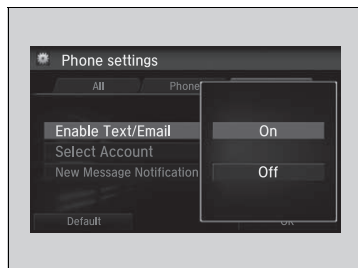 Phone settings
All
Phone
Enable Text/Email
On
Select Account
New Message Notification
Off
Default